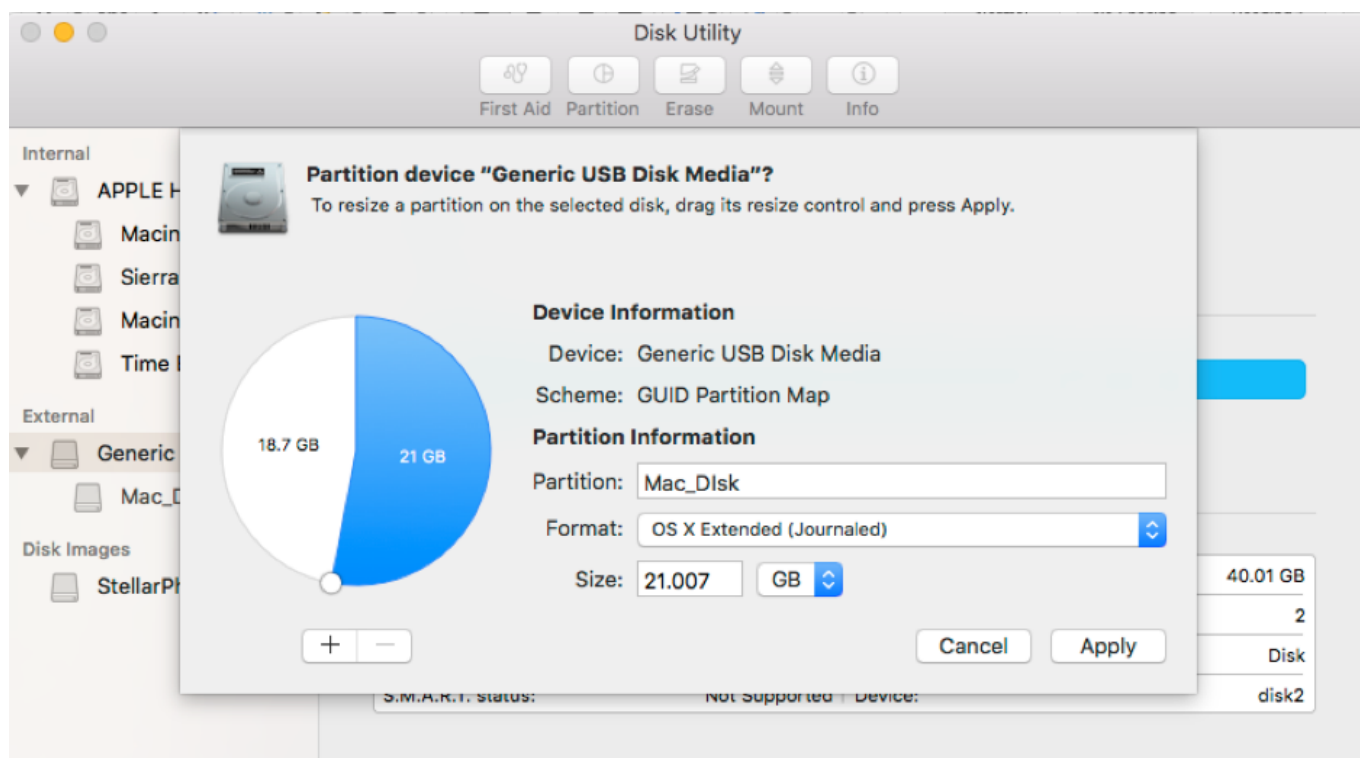 Disk Utility
First Aid Partition Erase Mount Info
Internal
APPLE H
Macin
Sierra
Macin
Time
External
Generic
Mac_D
Disk Images
StellarPh
Partition device "Generic USB Disk Media"?
To resize a partition on the selected disk, drag its resize control and press Apply.
18.7 GB
21 GB
Device Information
Device: Generic USB Disk Media
Scheme: GUID Partition Map
Partition Information
Partition: Mac_DIsk
Format: OS X Extended (Journaled)
Size: 21.007 GB
+ −
Cancel Apply
40.01 GB
2
Disk
S.M.A.R.T. status: Not Supported Device: disk2